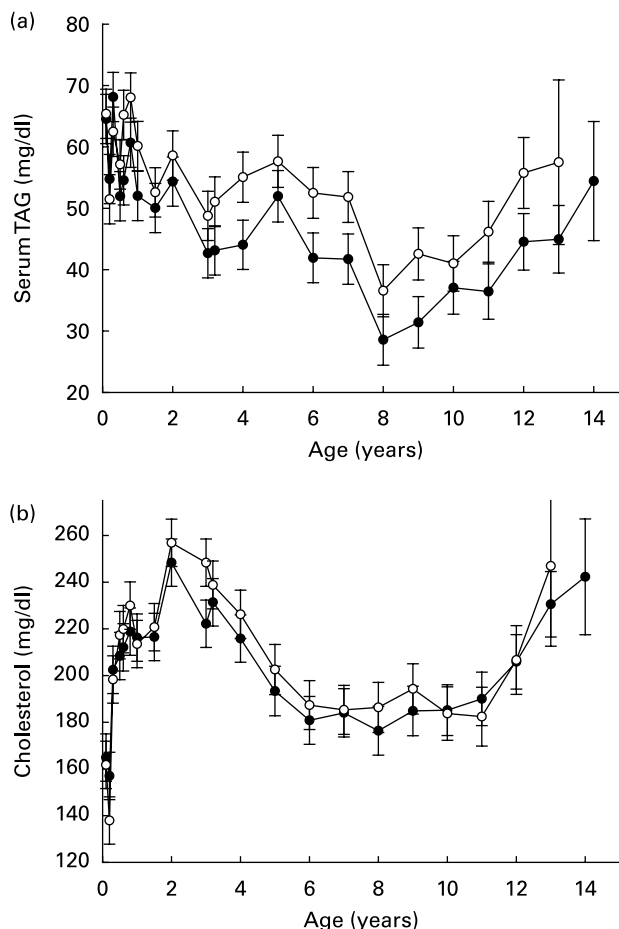 (a)
80
70
60
50
40
30
20
Serum TAG (mg/dl)
0 2 4 6 8 10 12 14
Age (years)
(b)
260
240
220
200
180
160
140
120
Cholesterol (mg/dl)
0 2 4 6 8 10 12 14
Age (years)